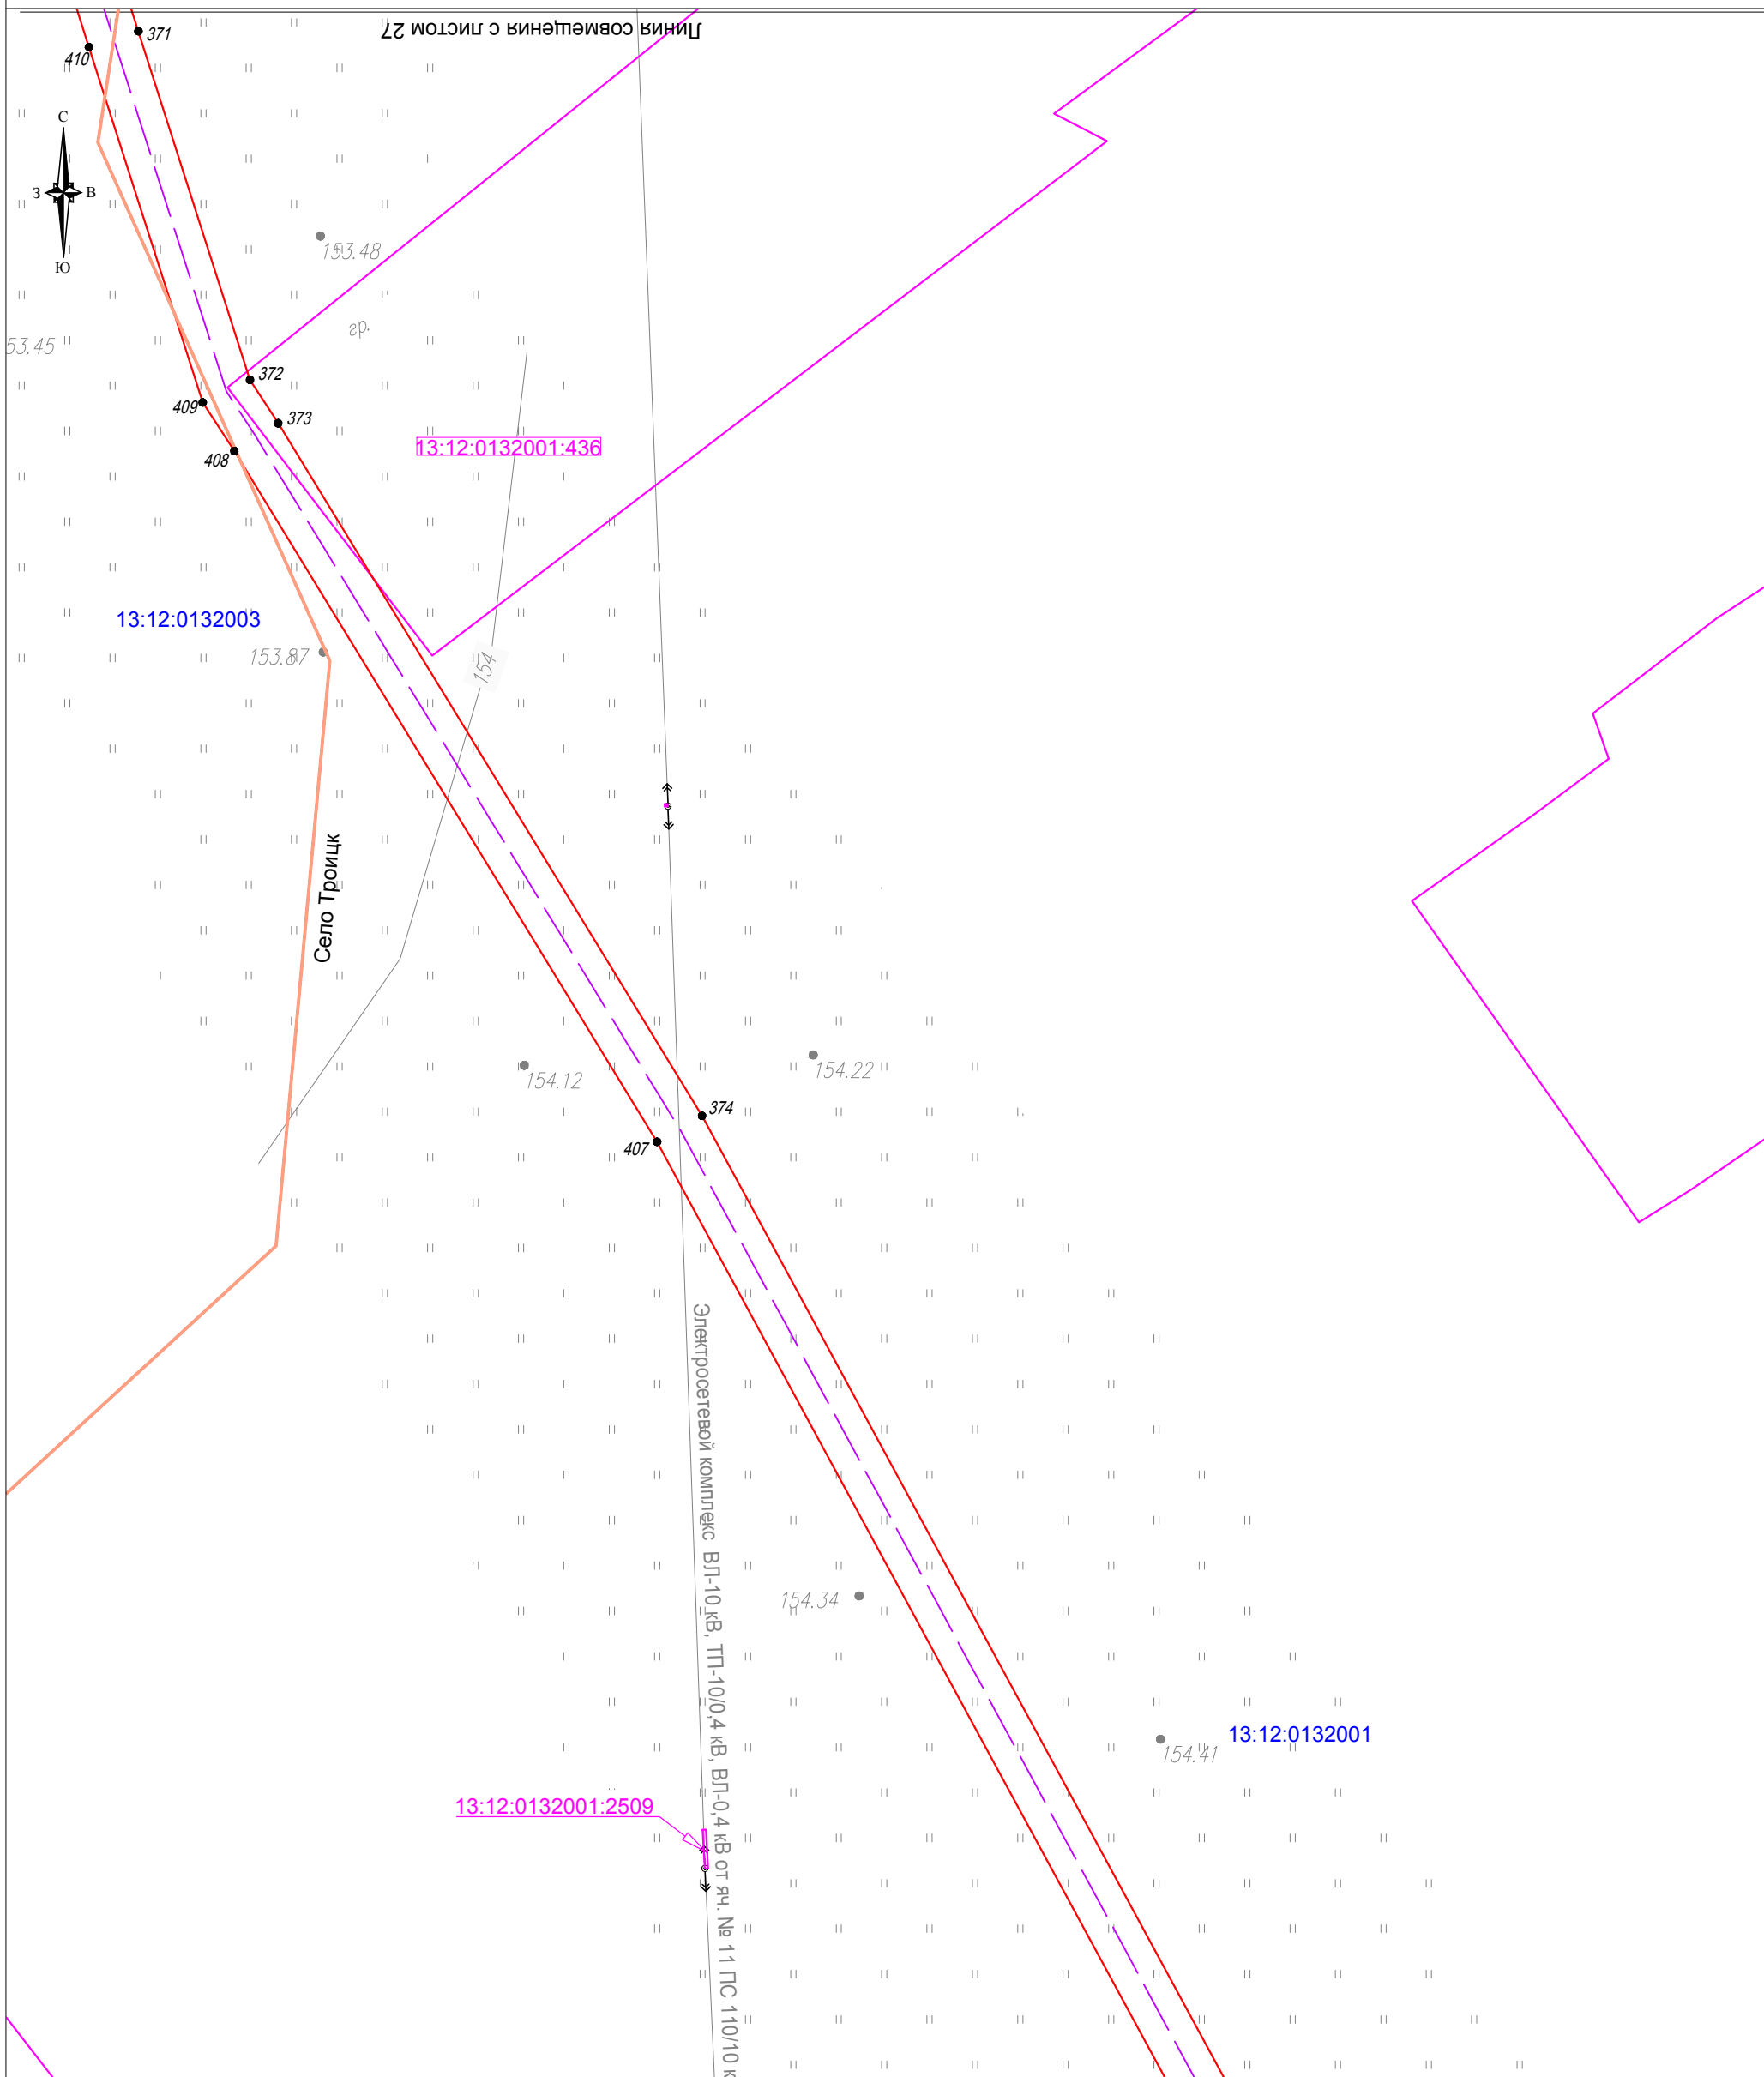 Линия совмещения с листом 27
371
410
С
З
В
Ю
153.48
гр.
53.45
372
409
373
13:12:0132001:436
408
13:12:0132003
153.87
154
Село Троицк
154.22
154.12
374
407
Электросетевой комплекс ВЛ-10 кВ, ТП-10/0,4 кВ, ВЛ-0,4 кВ от яч. № 11 ПС 110/10 к
154.34
13:12:0132001
154.41
13:12:0132001:2509